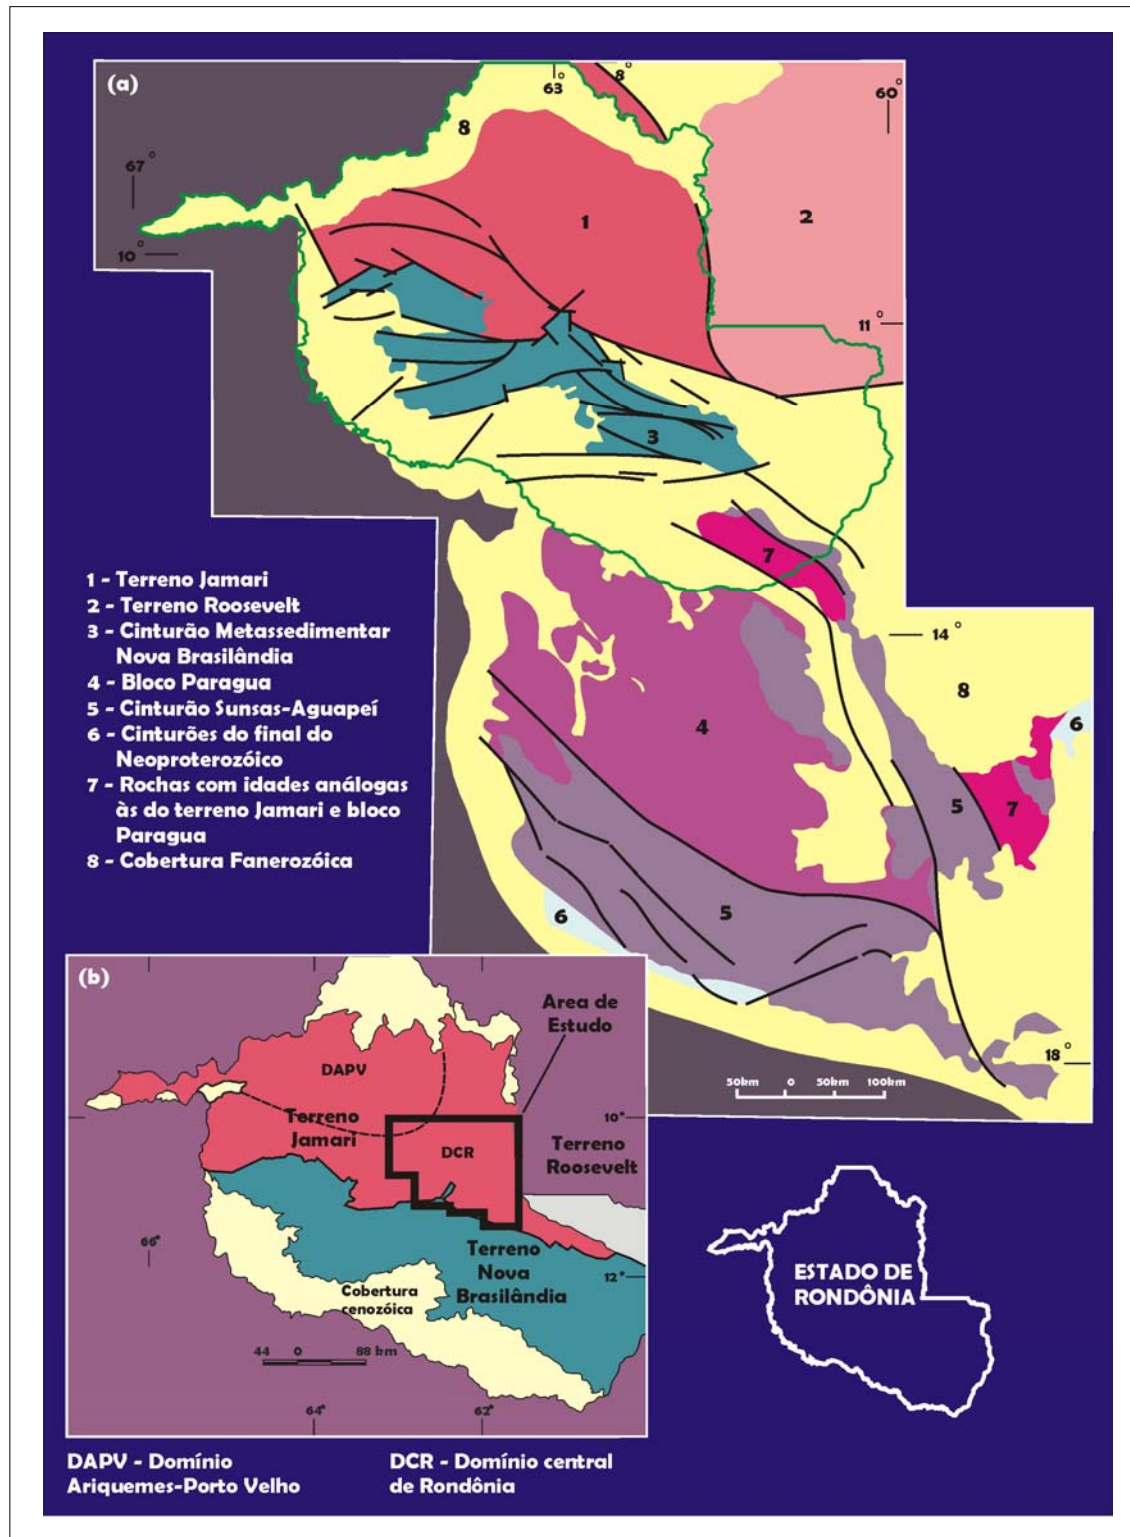 (a)
63°
8°
60°
8
67°
1
2
10°
11°
3
7
14°
8
6
4
5
7
6
5
18°
50km 0 50km 100km
1 - Terreno Jamari
2 - Terreno Roosevelt
3 - Cinturão Metassedimentar
Nova Brasilândia
4 - Bloco Paragua
5 - Cinturão Sunsas-Aguapeí
6 - Cinturões do final do
Neoproterozóico
7 - Rochas com idades análogas
às do terreno Jamari e bloco
Paragua
8 - Cobertura Fanerozóica
(b)
Area de
Estudo
DAPV
10°
Terreno
Jamari
DCR
Terreno
Roosevelt
66°
Terreno
Nova
Brasilândia
12°
Cobertura
cenozóica
44 0 88 km
64°
62°
ESTADO DE
RONDÔNIA
DAPV - Domínio
Ariquemes-Porto Velho
DCR - Domínio central
de Rondônia